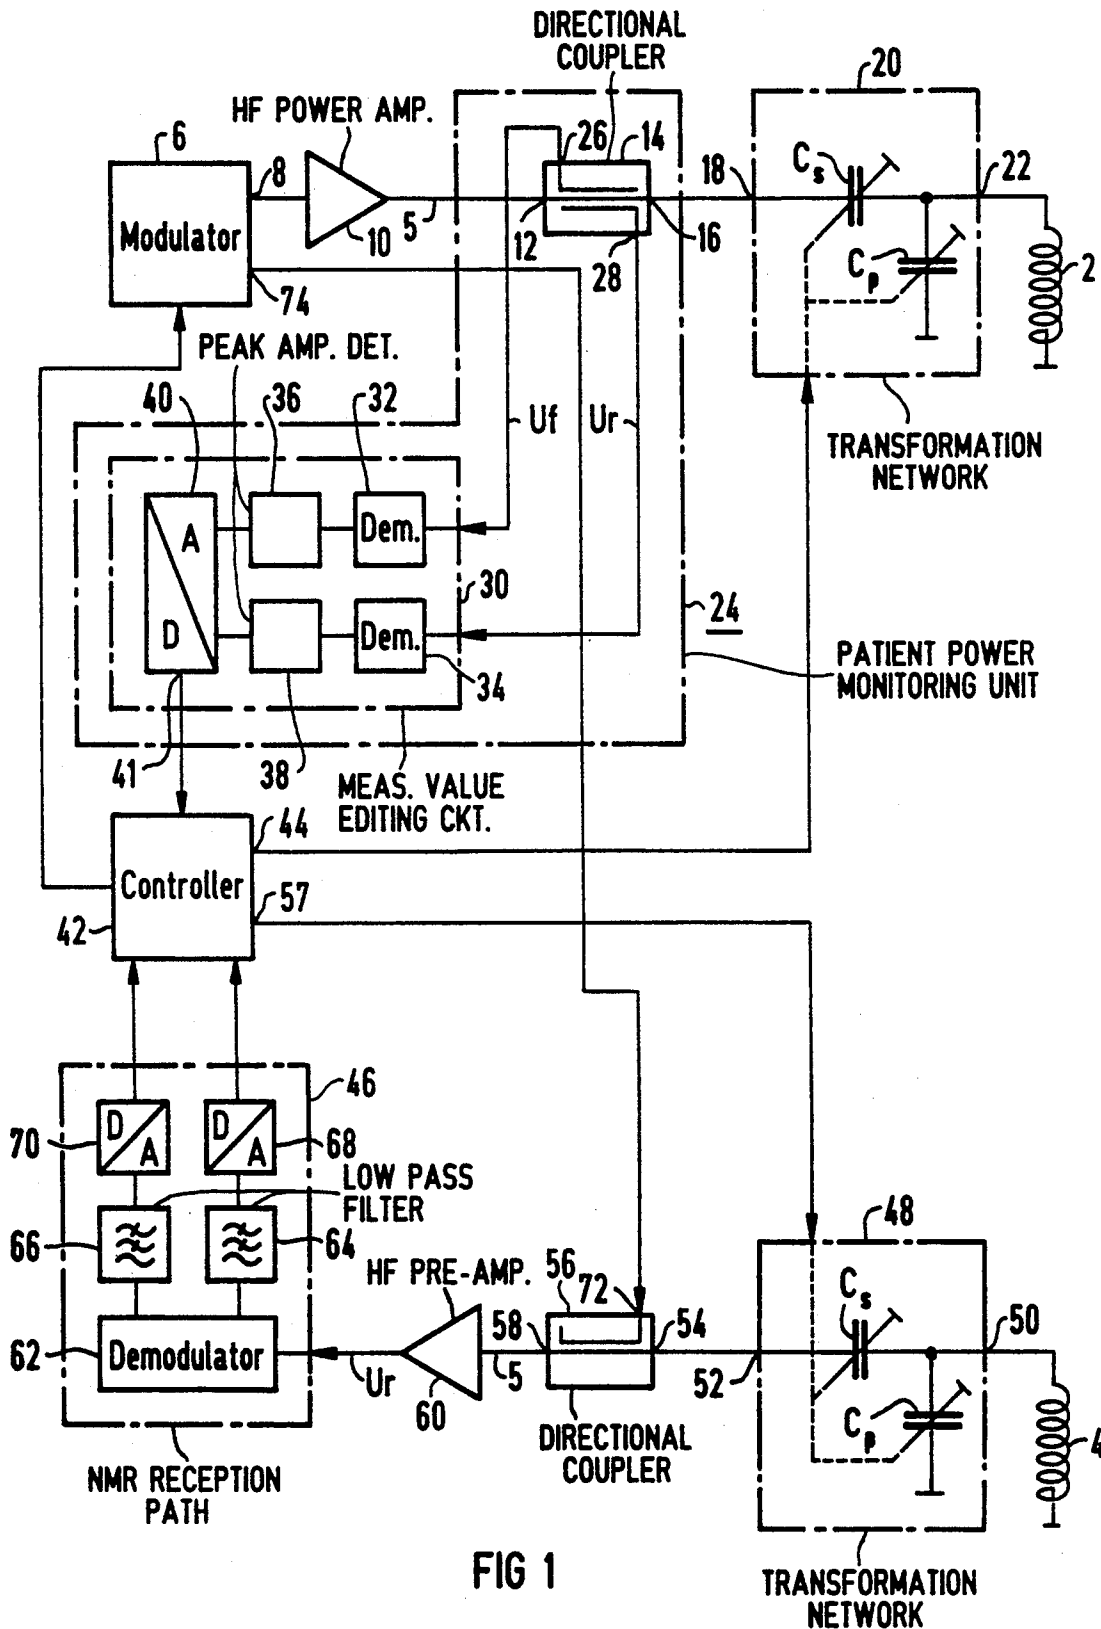 DIRECTIONAL
COUPLER
20
HF POWER AMP.
6
26
14
8
18
Cs
22
Modulator
5
12
16
10
28
Cp
2
74
PEAK AMP. DET.
40
36
32
Uf
Ur
TRANSFORMATION
NETWORK
A
Dem.
30
24
D
Dem.
34
PATIENT POWER
MONITORING UNIT
41
38
MEAS. VALUE
EDITING CKT.
44
Controller
57
42
46
D
A
D
A
70
68
LOW PASS
FILTER
48
66
64
HF PRE-AMP.
56
72
Cs
58
54
50
62
Demodulator
Ur
5
52
60
Cp
4
DIRECTIONAL
COUPLER
NMR RECEPTION
PATH
FIG 1
TRANSFORMATION
NETWORK